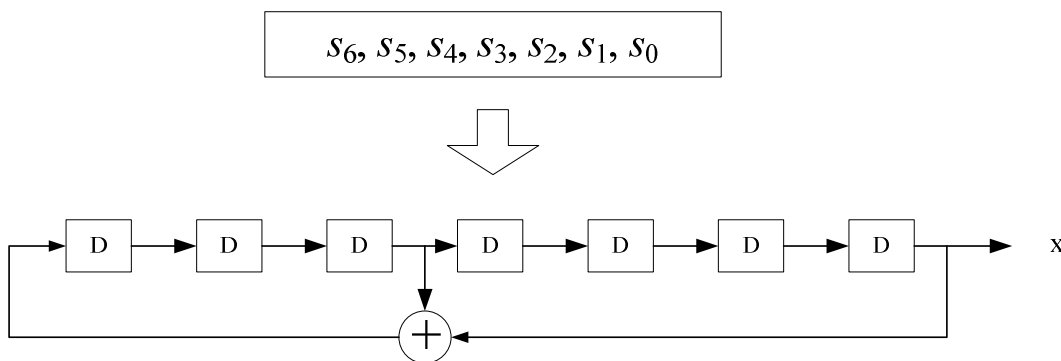 s₆, s₅, s₄, s₃, s₂, s₁, s₀
D D D D D D D x
+